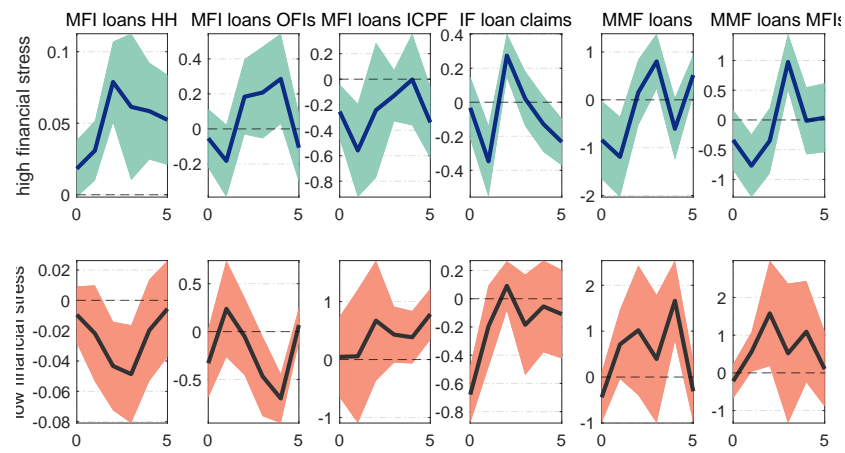 MFI loans HH MFI loans OFIs MFI loans ICPF IF loan claims MMF loans MMF loans MFIs
high financial stress
0.1 0.05 0
0.4 0.2 0 -0.2
0 -0.2 -0.4 -0.6 -0.8
0.4 0.2 0 -0.2 -0.4
1 0 -1 -2
1 0.5 0 -0.5 -1
0 5 0 5 0 5 0 5 0 5 0 5
low financial stress
0.02 0 -0.02 -0.04 -0.06 -0.08
0.5 0 -0.5
1 0 -1
0.2 0 -0.2 -0.4 -0.6 -0.8
2 1 0 -1
2 1 0 -1
0 5 0 5 0 5 0 5 0 5 0 5